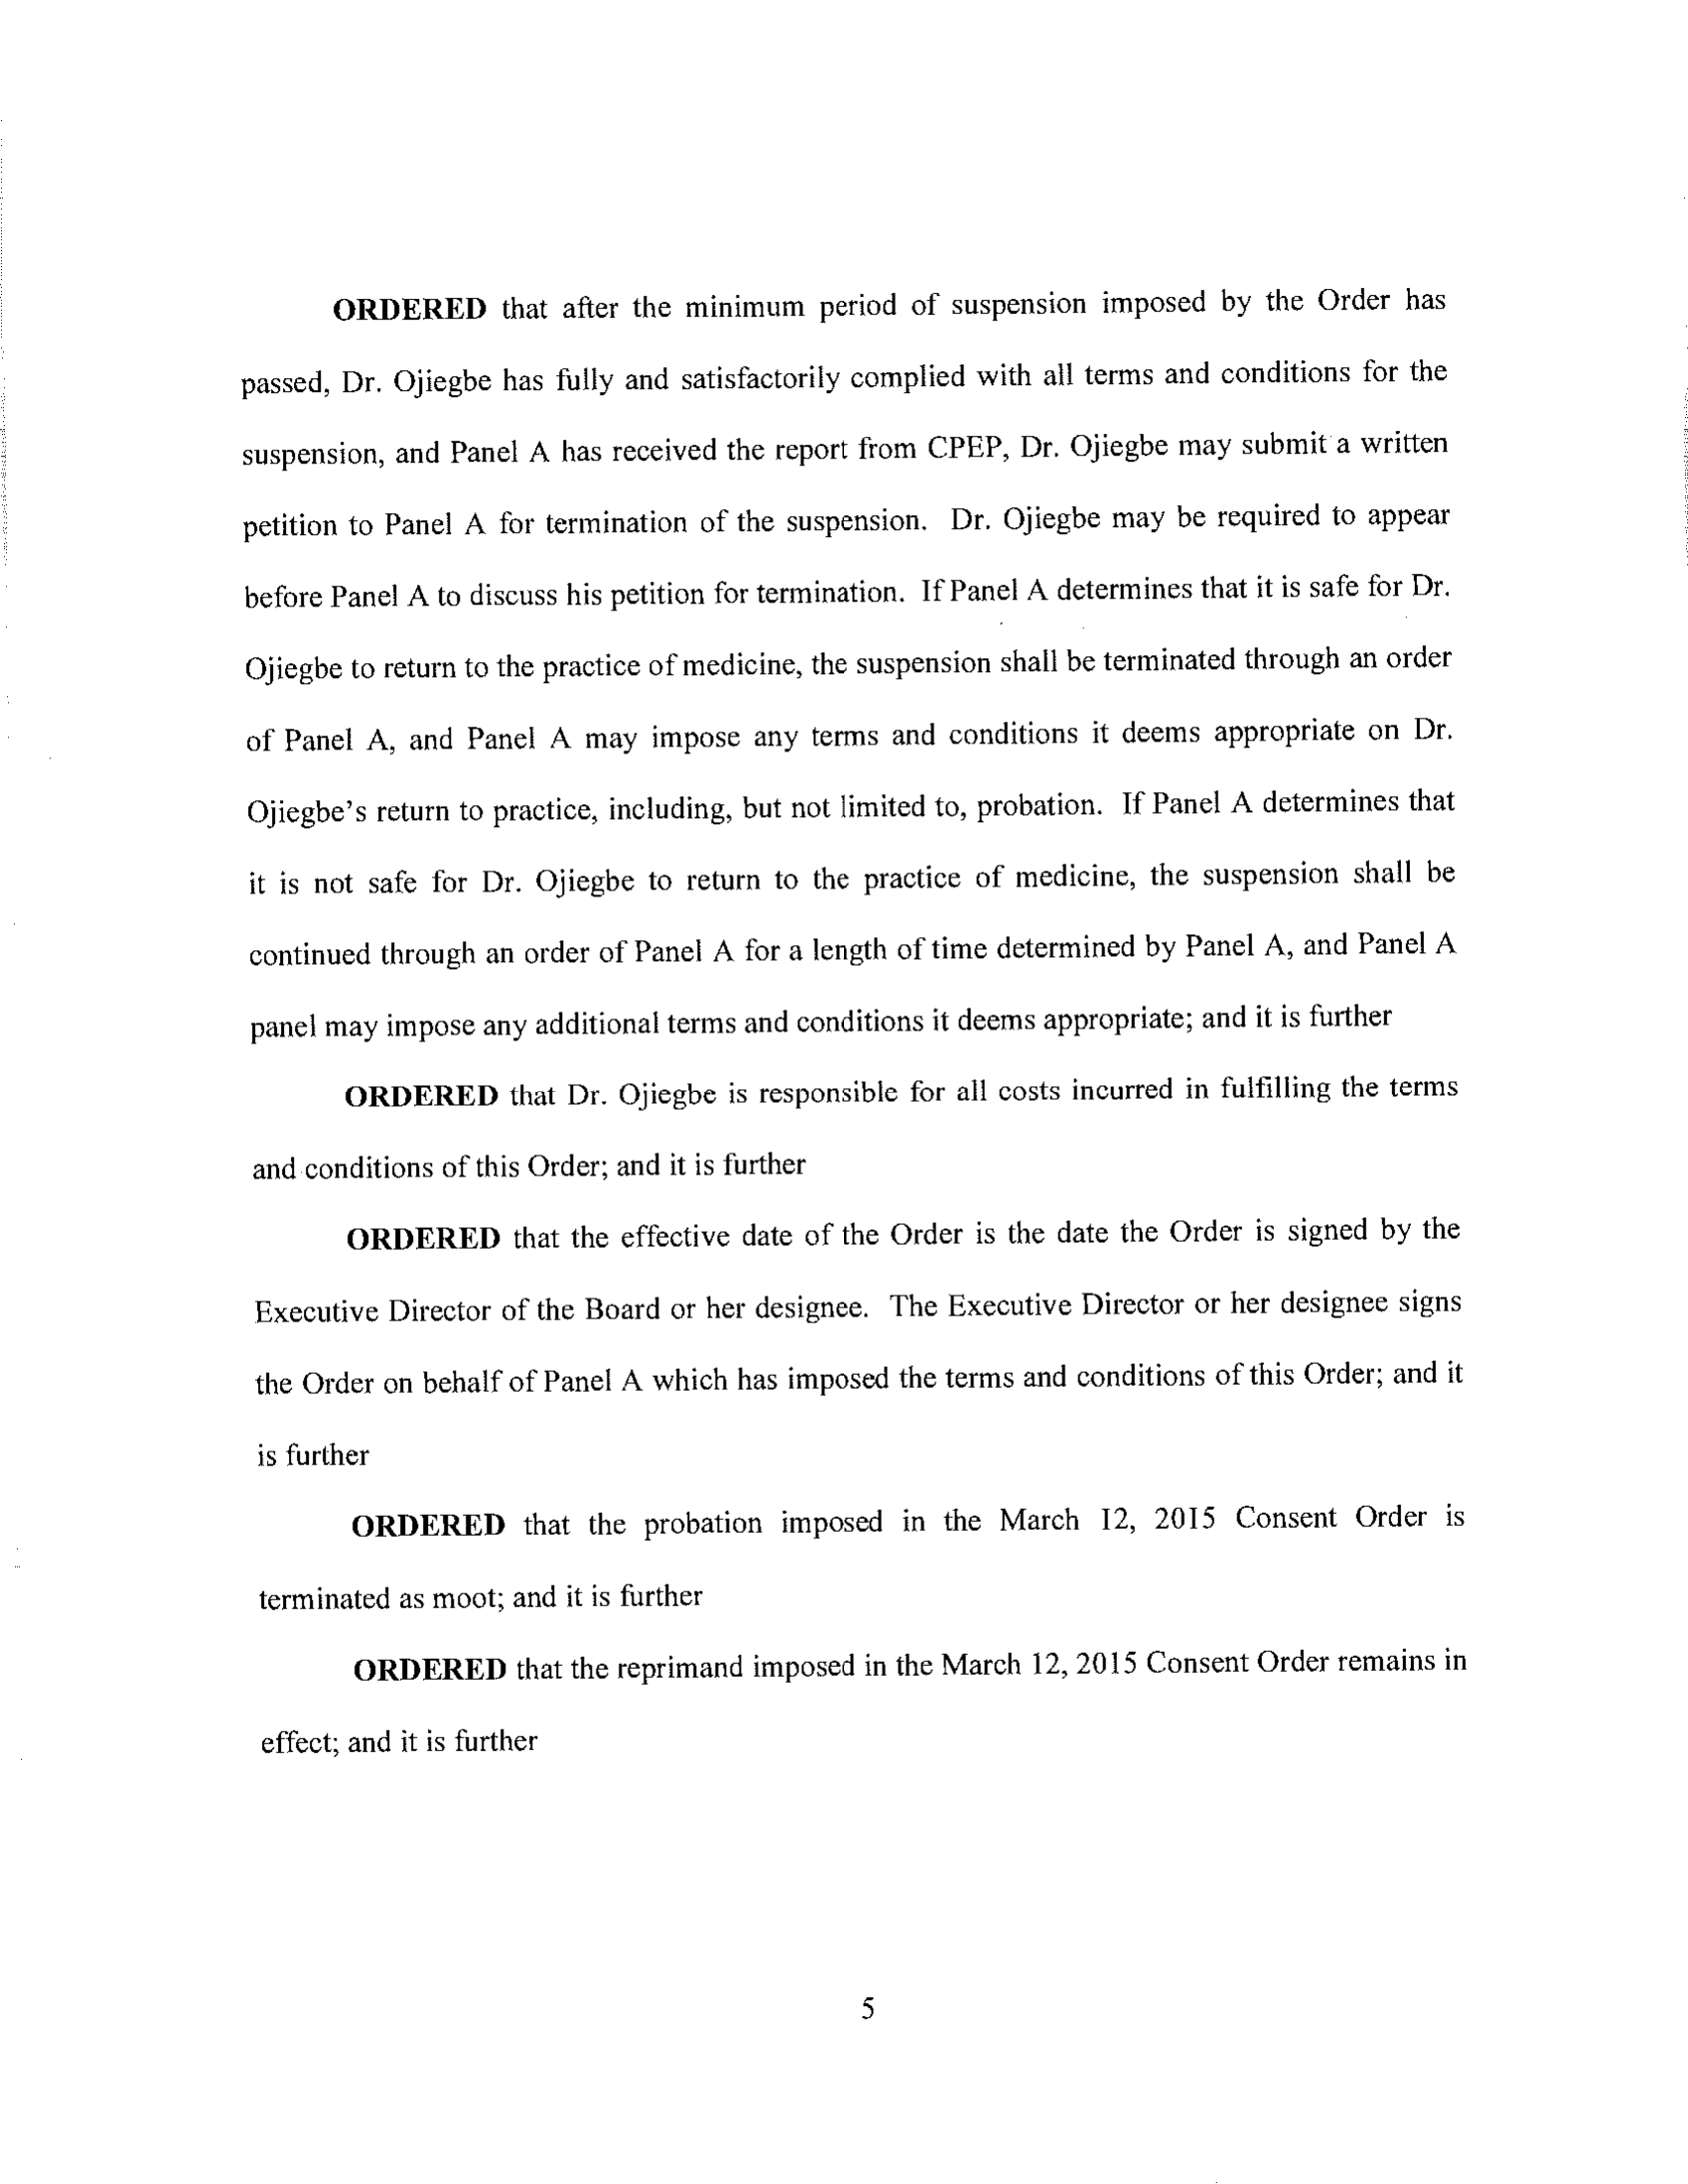 ORDERED that after the minimum period of suspension imposed by the Order has
passed, Dr. Ojiegbe has fully and satisfactorily complied with all terms and conditions for the
suspension, and Panel A has received the report from CPEP, Dr. Ojiegbe may submit a written
petition to Panel A for termination of the suspension. Dr. Ojiegbe may be required to appear
before Panel A to discuss his petition for termination. If Panel A determines that it is safe for Dr.
Ojiegbe to return to the practice of medicine, the suspension shall be terminated through an order
of Panel A, and Panel A may impose any terms and conditions it deems appropriate on Dr.
Ojiegbe's return to practice, including, but not limited to, probation. If Panel A determines that
it is not safe for Dr. Ojiegbe to return to the practice of medicine, the suspension shall be
continued through an order of Panel A for a length of time determined by Panel A, and Panel A
panel may impose any additional terms and conditions it deems appropriate; and it is further
ORDERED that Dr. Ojiegbe is responsible for all costs incurred in fulfilling the terms
and conditions of this Order; and it is further
ORDERED that the effective date of the Order is the date the Order is signed by the
Executive Director of the Board or her designee. The Executive Director or her designee signs
the Order on behalf of Panel A which has imposed the terms and conditions of this Order; and it
is further
ORDERED that the probation imposed in the March 12, 2015 Consent Order is
terminated as moot; and it is further
ORDERED that the reprimand imposed in the March 12, 2015 Consent Order remains in
effect; and it is further
5